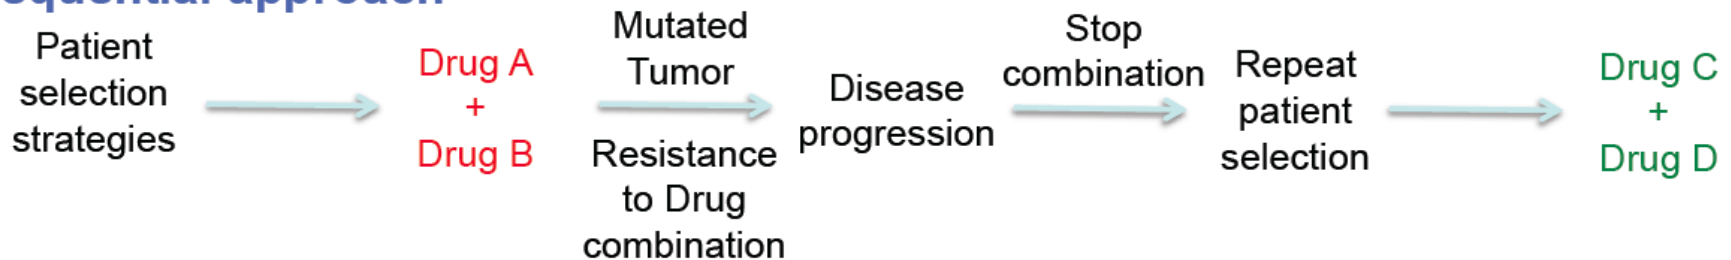 approach
Patient
selection
strategies
Drug A
+
Drug B
Mutated
Tumor
Resistance
to Drug
combination
Disease
progression
Stop
combination
Repeat
patient
selection
Drug C
+
Drug D